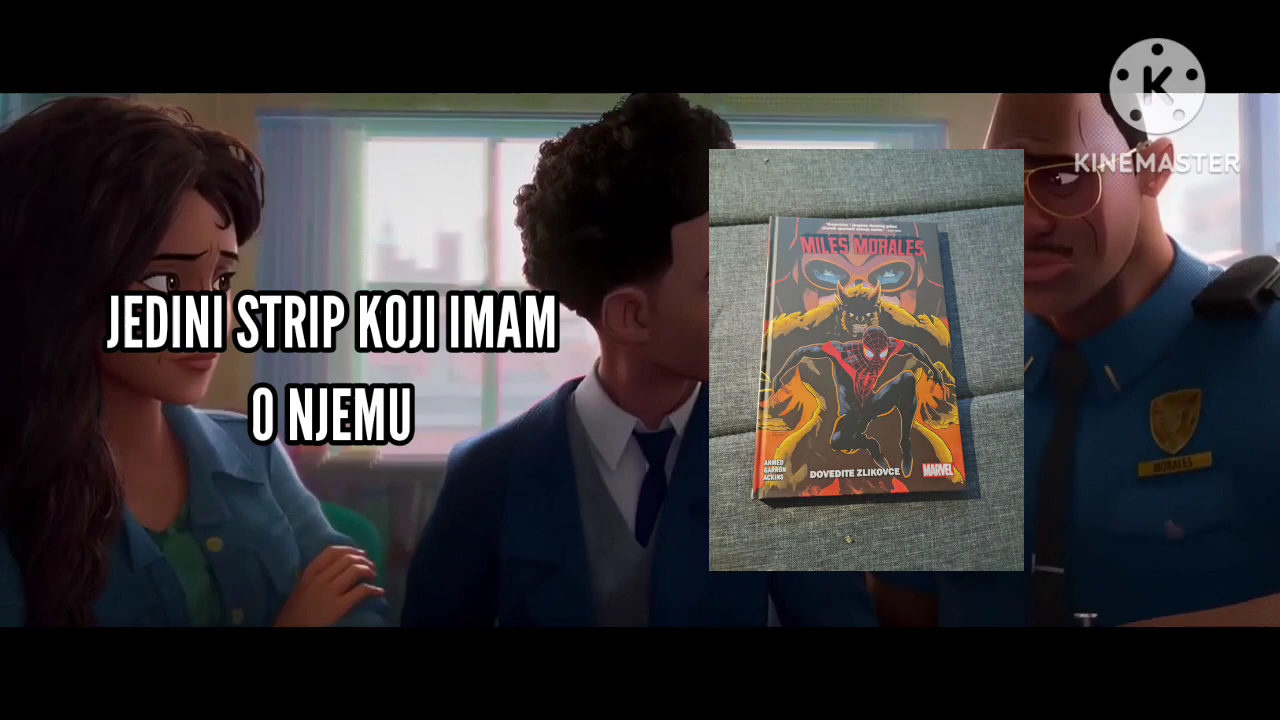 KINEMASTER
JEDINI STRIP KOJI IMAM
O NJEMU
MILES MORALES
AHMED
GARRON
ACKINS
DOVEDITE ZLIKOVCE
MARVEL
MORALES